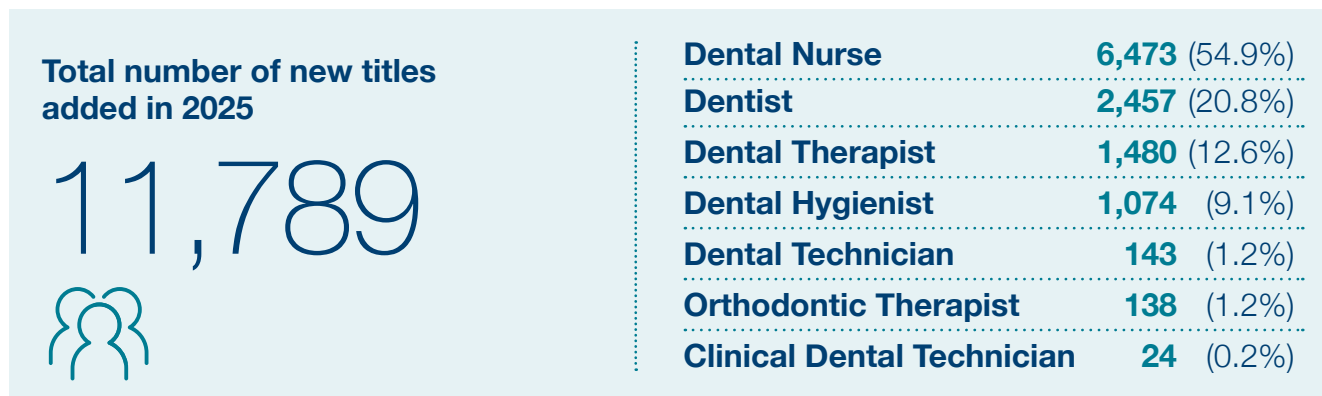 Total number of new titles
added in 2025
11,789
Dental Nurse 6,473 (54.9%)
Dentist 2,457 (20.8%)
Dental Therapist 1,480 (12.6%)
Dental Hygienist 1,074 (9.1%)
Dental Technician 143 (1.2%)
Orthodontic Therapist 138 (1.2%)
Clinical Dental Technician 24 (0.2%)